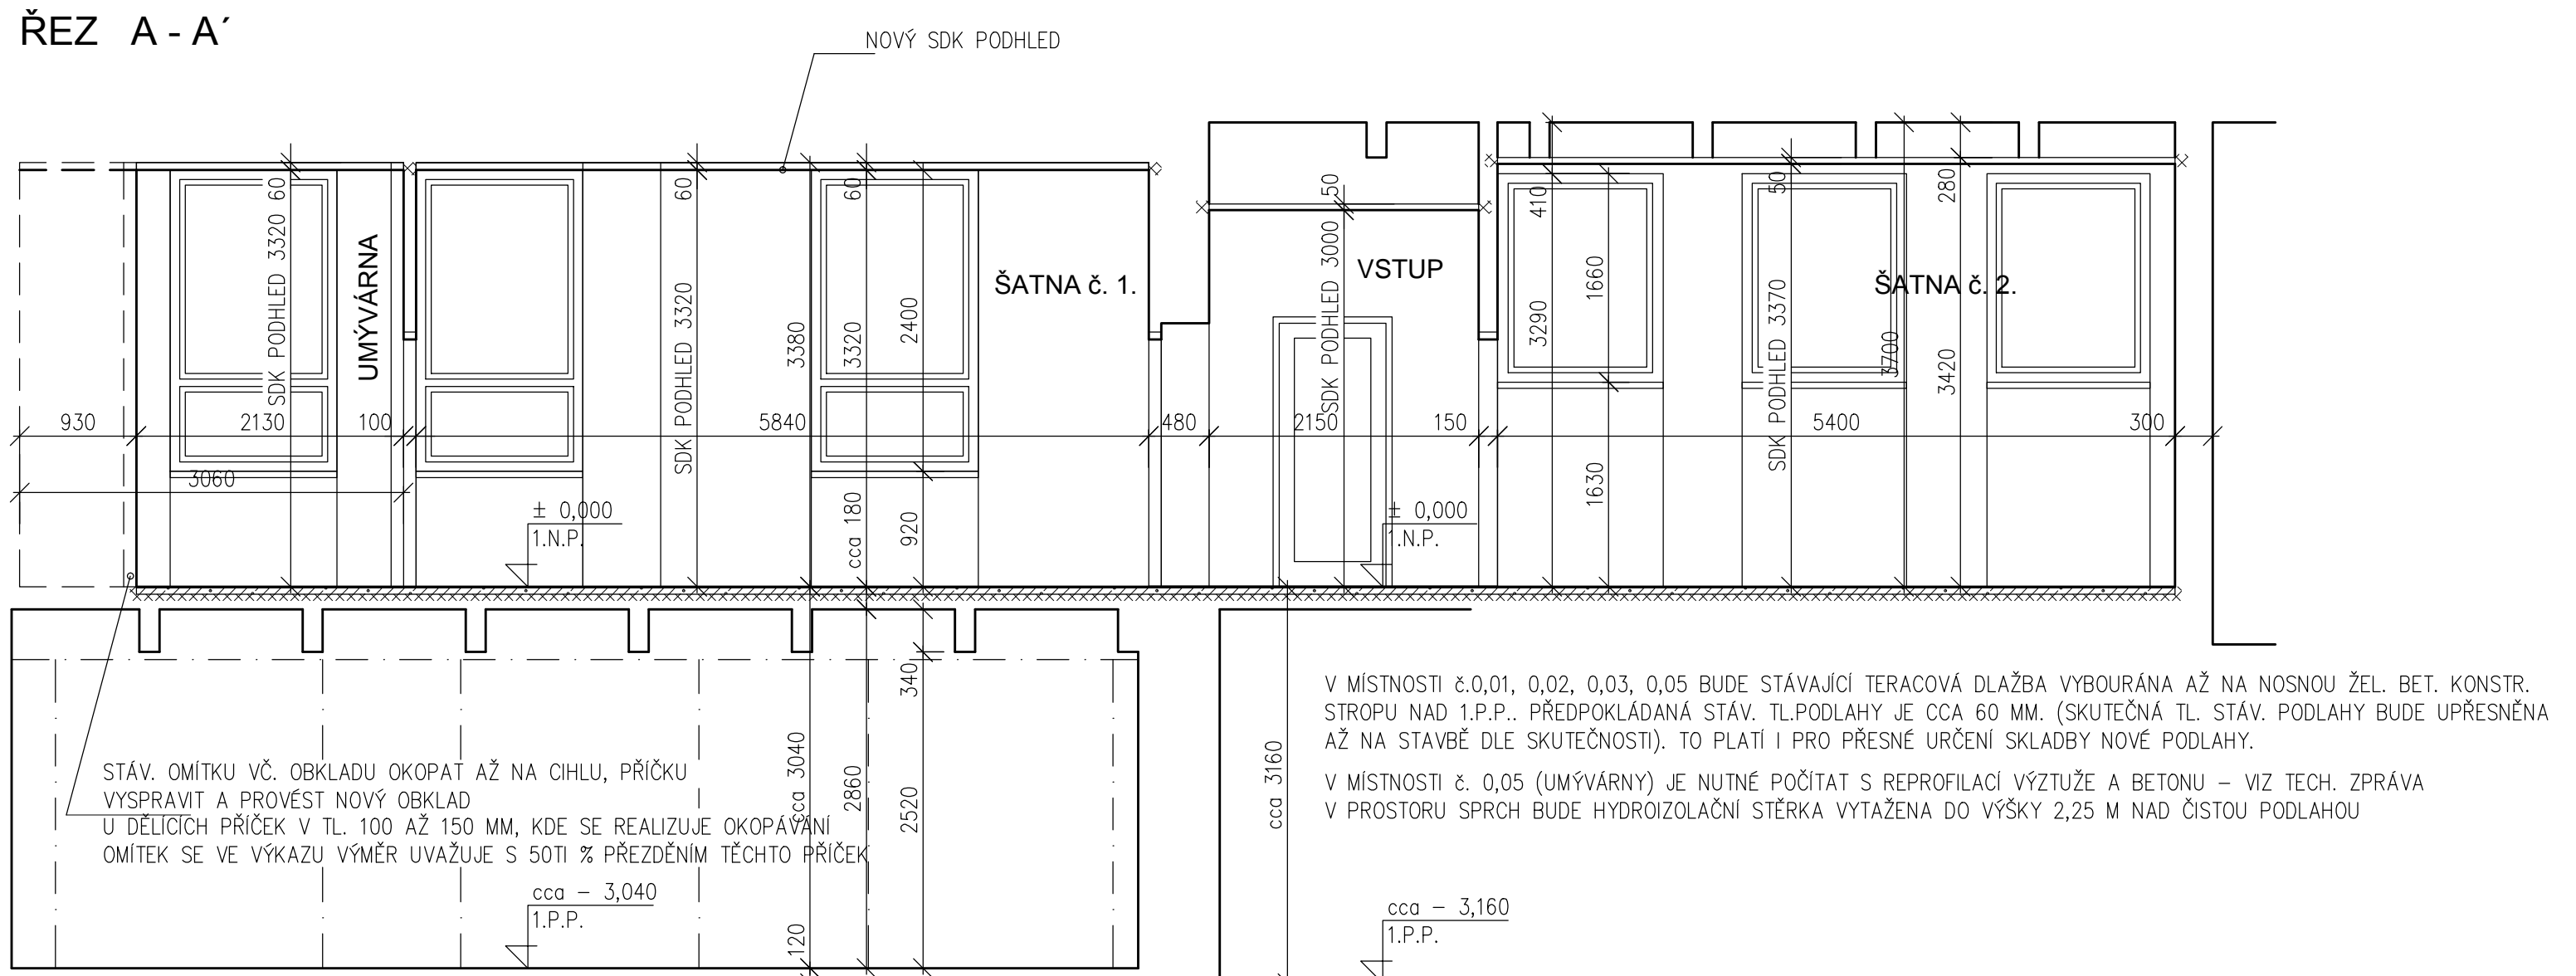 ŘEZ A - A´
NOVÝ SDK PODHLED
60
SDK PODHLED 3320
UMÝVÁRNA
60
SDK PODHLED 3320
3380
60
3320
2400
ŠATNA č. 1.
50
SDK PODHLED 3000
VSTUP
410
3290
1660
50
SDK PODHLED 3370
ŠATNA č. 2.
3700
280
3420
930
2130
100
5840
480
2150
150
5400
300
3060
cca 180
920
1630
± 0,000
1.N.P.
± 0,000
1.N.P.
340
cca 3040
2860
2520
120
cca 3160
V MÍSTNOSTI č.0,01, 0,02, 0,03, 0,05 BUDE STÁVAJÍCÍ TERACOVÁ DLAŽBA VYBOURÁNA AŽ NA NOSNOU ŽEL. BET. KONSTR.
STROPU NAD 1.P.P.. PŘEDPOKLÁDANÁ STÁV. TL.PODLAHY JE CCA 60 MM. (SKUTEČNÁ TL. STÁV. PODLAHY BUDE UPŘESNĚNA
AŽ NA STAVBĚ DLE SKUTEČNOSTI). TO PLATÍ I PRO PŘESNÉ URČENÍ SKLADBY NOVÉ PODLAHY.
V MÍSTNOSTI č. 0,05 (UMÝVÁRNY) JE NUTNÉ POČÍTAT S REPROFILACÍ VÝZTUŽE A BETONU – VIZ TECH. ZPRÁVA
V PROSTORU SPRCH BUDE HYDROIZOLAČNÍ STĚRKA VYTAŽENA DO VÝŠKY 2,25 M NAD ČISTOU PODLAHOU
STÁV. OMÍTKU VČ. OBKLADU OKOPAT AŽ NA CIHLU, PŘÍČKU
VYSPRAVIT A PROVÉST NOVÝ OBKLAD
U DĚLÍCÍCH PŘÍČEK V TL. 100 AŽ 150 MM, KDE SE REALIZUJE OKOPÁVÁNÍ
OMÍTEK SE VE VÝKAZU VÝMĚR UVAŽUJE S 50TI % PŘEZDĚNÍM TĚCHTO PŘÍČEK
cca – 3,040
1.P.P.
cca – 3,160
1.P.P.